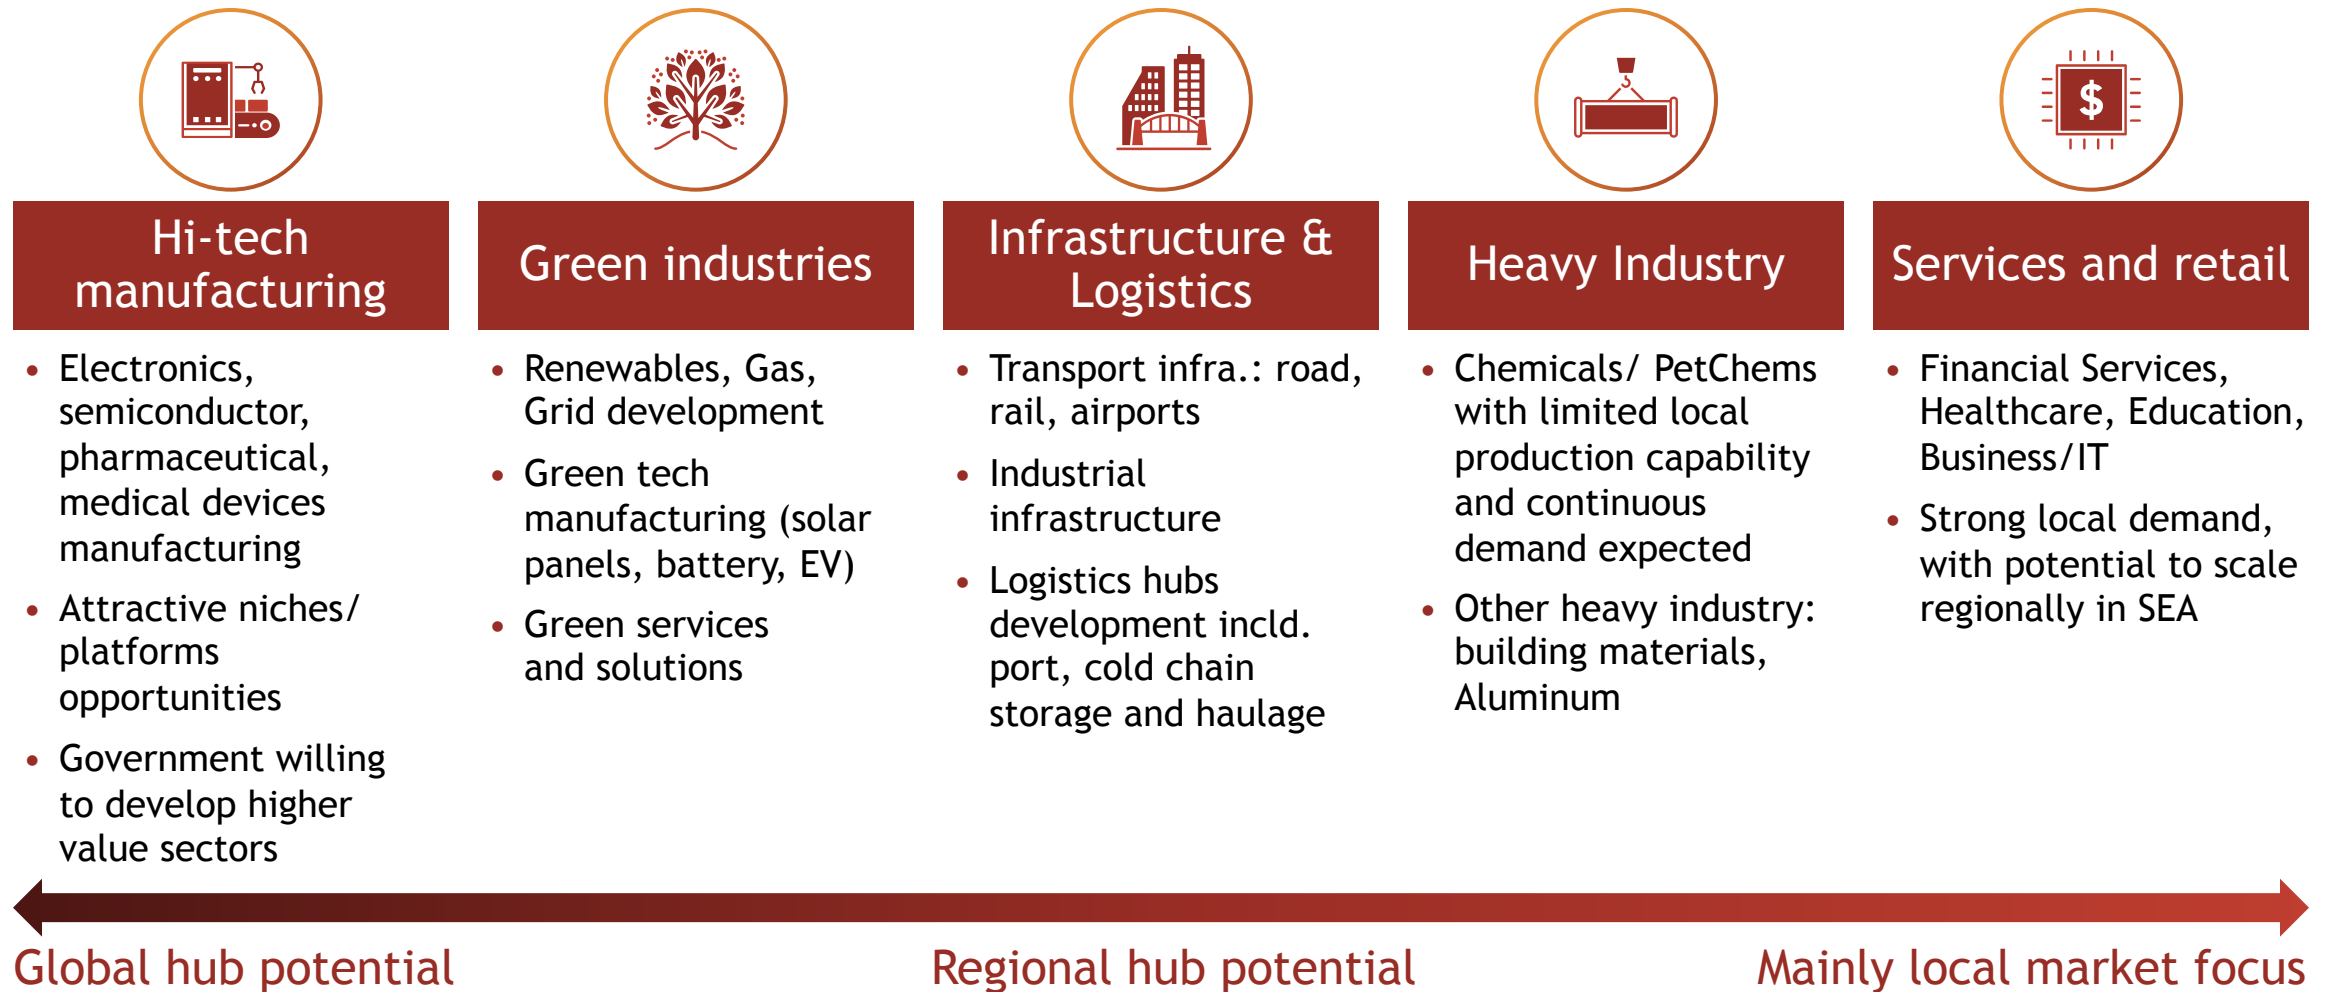 $
Hi-tech
manufacturing
• Electronics,
semiconductor,
pharmaceutical,
medical devices
manufacturing
• Attractive niches/
platforms
opportunities
• Government willing
to develop higher
value sectors
Green industries
• Renewables, Gas,
Grid development
• Green tech
manufacturing (solar
panels, battery, EV)
• Green services
and solutions
Infrastructure &
Logistics
• Transport infra.: road,
rail, airports
• Industrial
infrastructure
• Logistics hubs
development incld.
port, cold chain
storage and haulage
Heavy Industry
• Chemicals/ PetChems
with limited local
production capability
and continuous
demand expected
• Other heavy industry:
building materials,
Aluminum
Services and retail
• Financial Services,
Healthcare, Education,
Business/IT
• Strong local demand,
with potential to scale
regionally in SEA
Global hub potential
Regional hub potential
Mainly local market focus